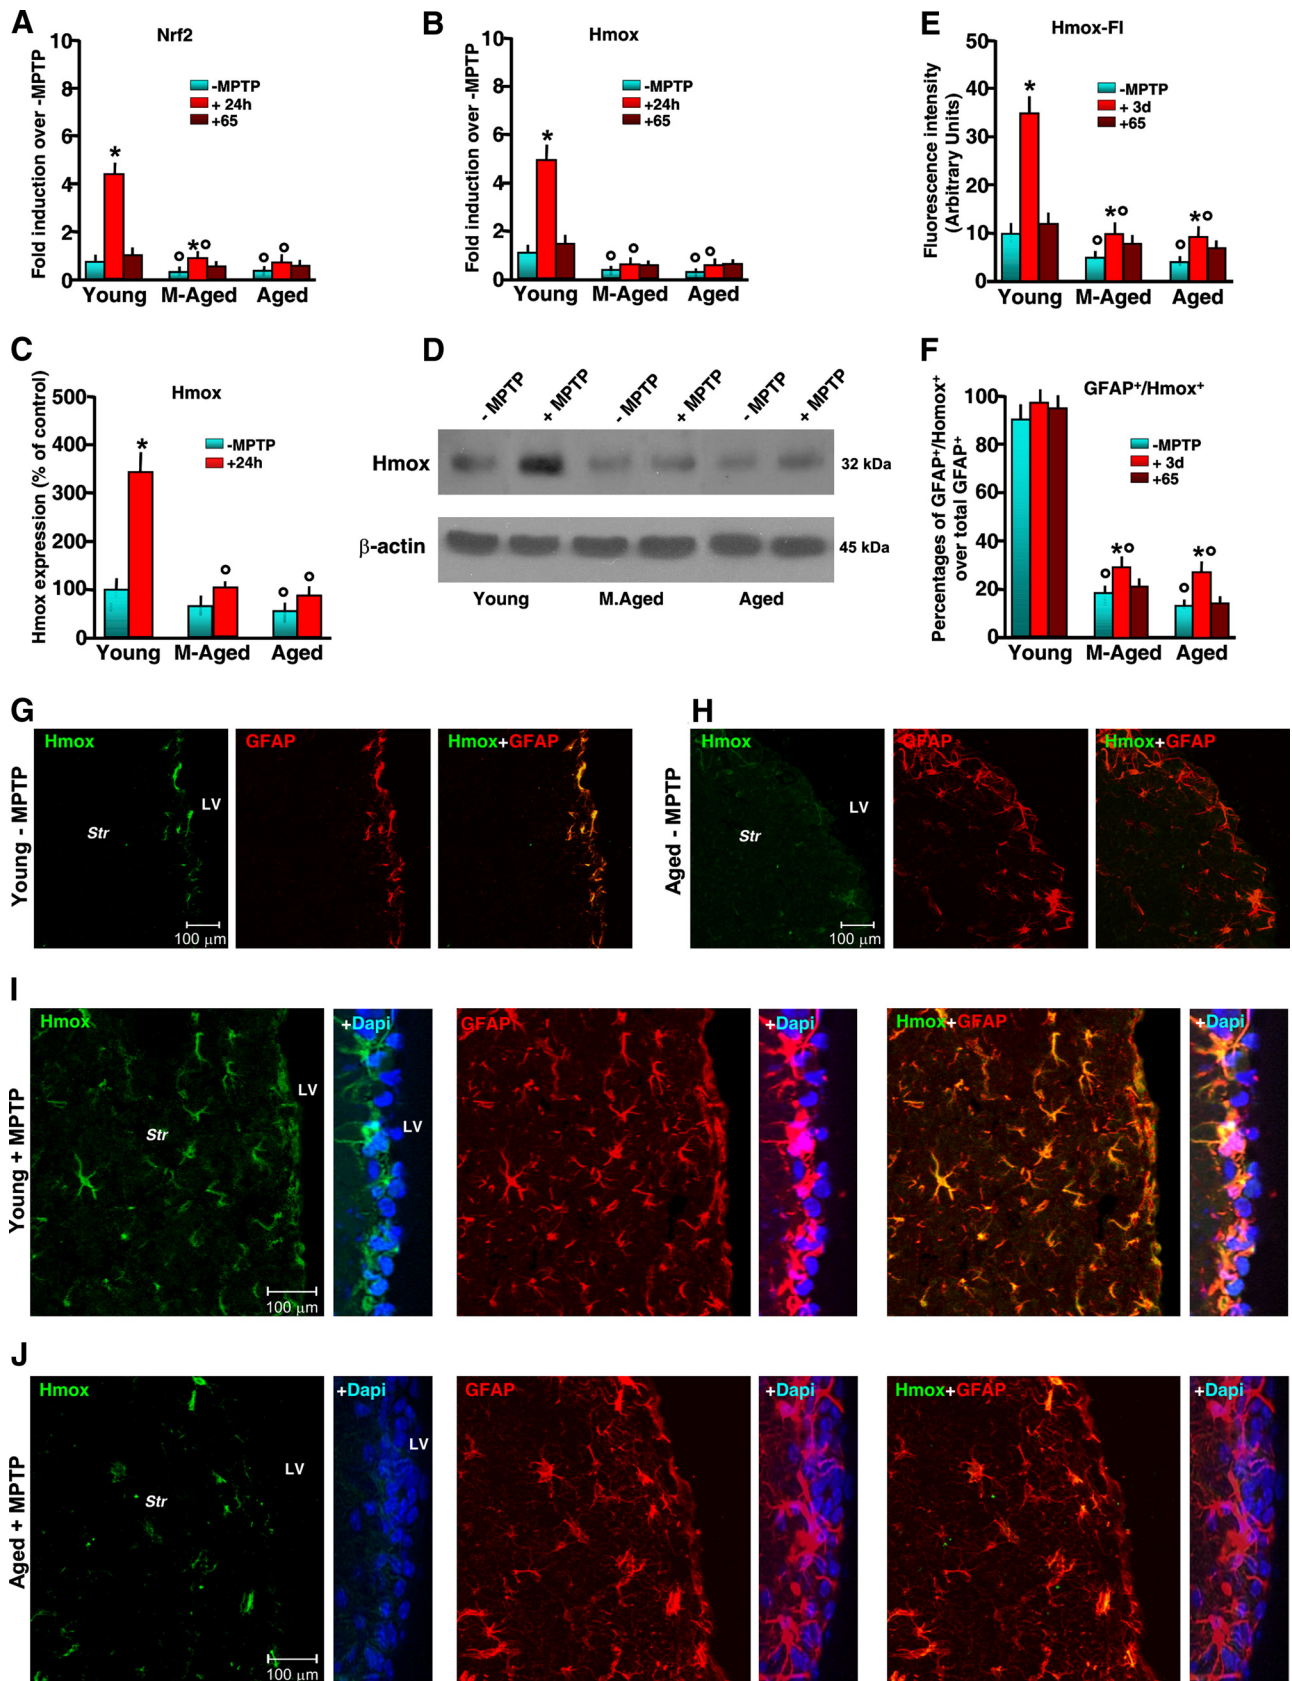 A
Nrf2
Fold induction over -MPTP
10
8
6
4
2
0
-MPTP
+ 24h
+65
*
° *° ° °
Young M-Aged Aged
B
Hmox
Fold induction over -MPTP
10
8
6
4
2
0
-MPTP
+24h
+65
*
° ° ° °
Young M-Aged Aged
E
Hmox-FI
Fluorescence intensity
(Arbitrary Units)
50
40
30
20
10
0
-MPTP
+ 3d
+65
*
° *° ° *°
Young M-Aged Aged
C
Hmox
Hmox expression (% of control)
500
400
300
200
100
0
-MPTP
+24h
*
° ° °
Young M-Aged Aged
D
- MPTP + MPTP - MPTP + MPTP - MPTP + MPTP
Hmox 32 kDa
β-actin 45 kDa
Young M.Aged Aged
F
GFAP⁺/Hmox⁺
Percentages of GFAP⁺/Homox⁺
over total GFAP⁺
100
80
60
40
20
0
-MPTP
+ 3d
+65
° *° ° *°
Young M-Aged Aged
G
Young - MPTP
Hmox GFAP Hmox+GFAP
LV
Str
100 µm
H
Aged - MPTP
Hmox GFAP Hmox+GFAP
LV
Str
100 µm
I
Young + MPTP
Hmox +Dapi GFAP +Dapi Hmox+GFAP +Dapi
LV
LV
Str
100 µm
J
Aged + MPTP
Hmox +Dapi GFAP +Dapi Hmox+GFAP +Dapi
LV
LV
Str
100 µm